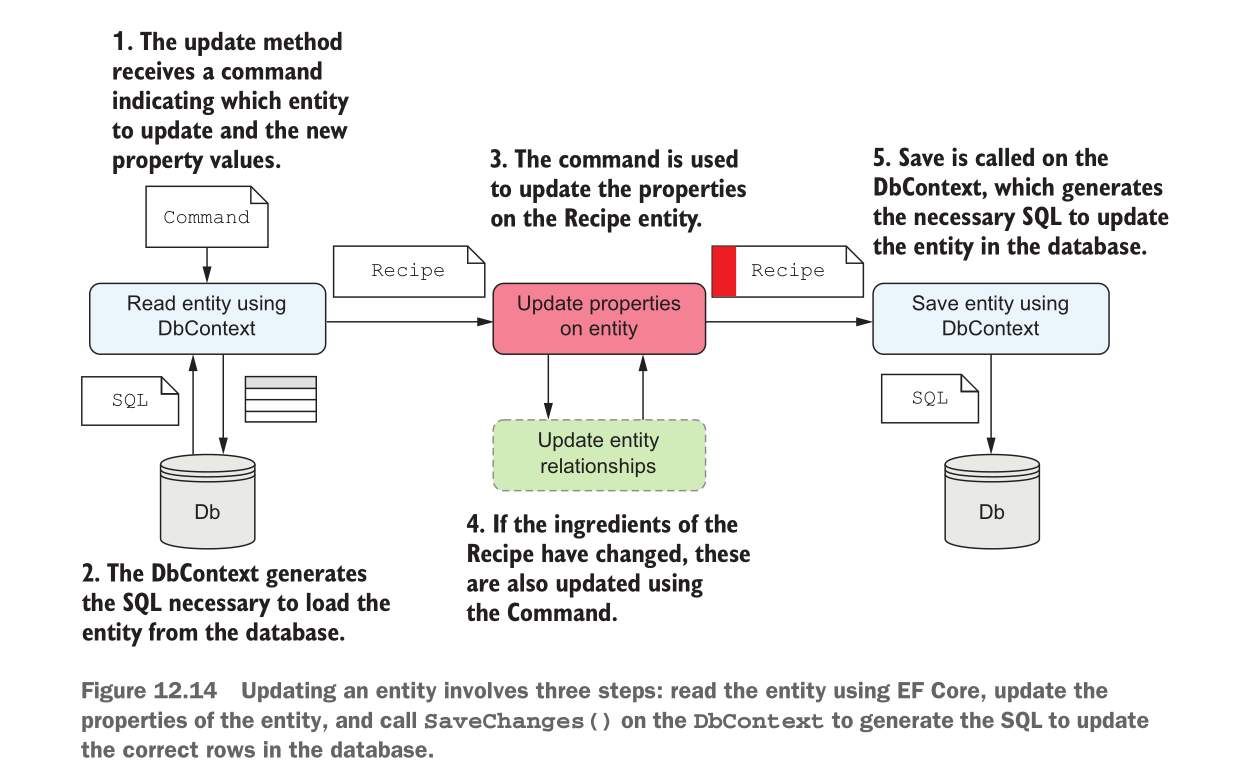 1. The update method
receives a command
indicating which entity
to update and the new
property values.
Command
Read entity using
DbContext
SQL
Db
2. The DbContext generates
the SQL necessary to load the
entity from the database.
Recipe
3. The command is used
to update the properties
on the Recipe entity.
Update properties
on entity
Update entity
relationships
4. If the ingredients of the
Recipe have changed, these
are also updated using
the Command.
Recipe
5. Save is called on the
DbContext, which generates
the necessary SQL to update
the entity in the database.
Save entity using
DbContext
SQL
Db
Figure 12.14 Updating an entity involves three steps: read the entity using EF Core, update the
properties of the entity, and call SaveChanges() on the DbContext to generate the SQL to update
the correct rows in the database.